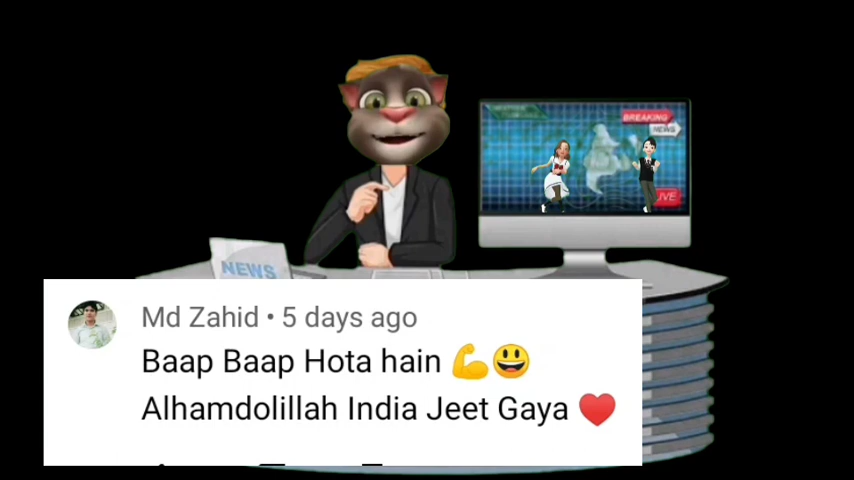 BREAKING
NEWS
LIVE
NEWS
Md Zahid • 5 days ago
Baap Baap Hota hain 💪😃
Alhamdolillah India Jeet Gaya ♥️